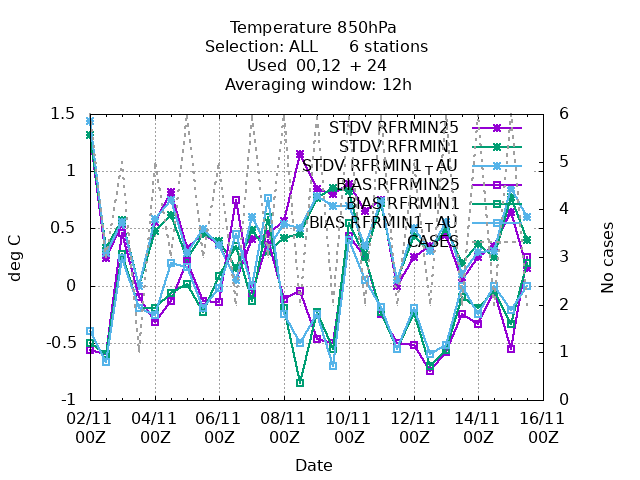 Temperature 850hPa
Selection: ALL 6 stations
Used 00,12 + 24
Averaging window: 12h
1.5
1
0.5
0
-0.5
-1
deg C
6
5
4
3
2
1
0
No cases
STDV RFRMIN25
STDV RFRMIN1
STDV RFRMIN1_AU
BIAS RFRMIN25
BIAS RFRMIN1
BIAS RFRMIN1_AU
CASES
02/11 04/11 06/11 08/11 10/11 12/11 14/11 16/11
00Z 00Z 00Z 00Z 00Z 00Z 00Z 00Z
Date